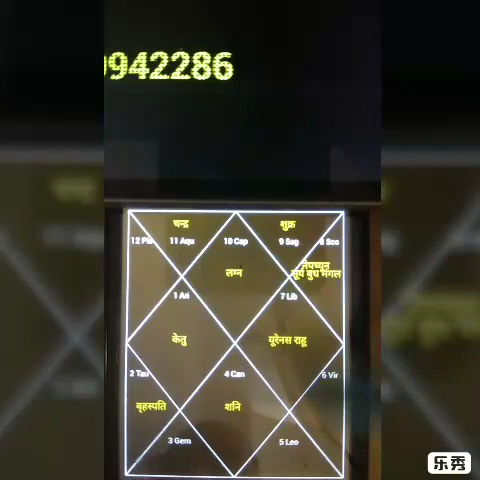 942286
चन्द्र शुक्र
12 Pis 11 Aqu 10 Cap 9 Sag 8 Sco
लग्न
नेपच्यून
सूर्य बुध मंगल
1 Ari 7 Lib
केतु यूरेनस राहू
2 Tau 4 Can 6 Vir
बृहस्पति शनि
3 Gem 5 Leo
乐秀